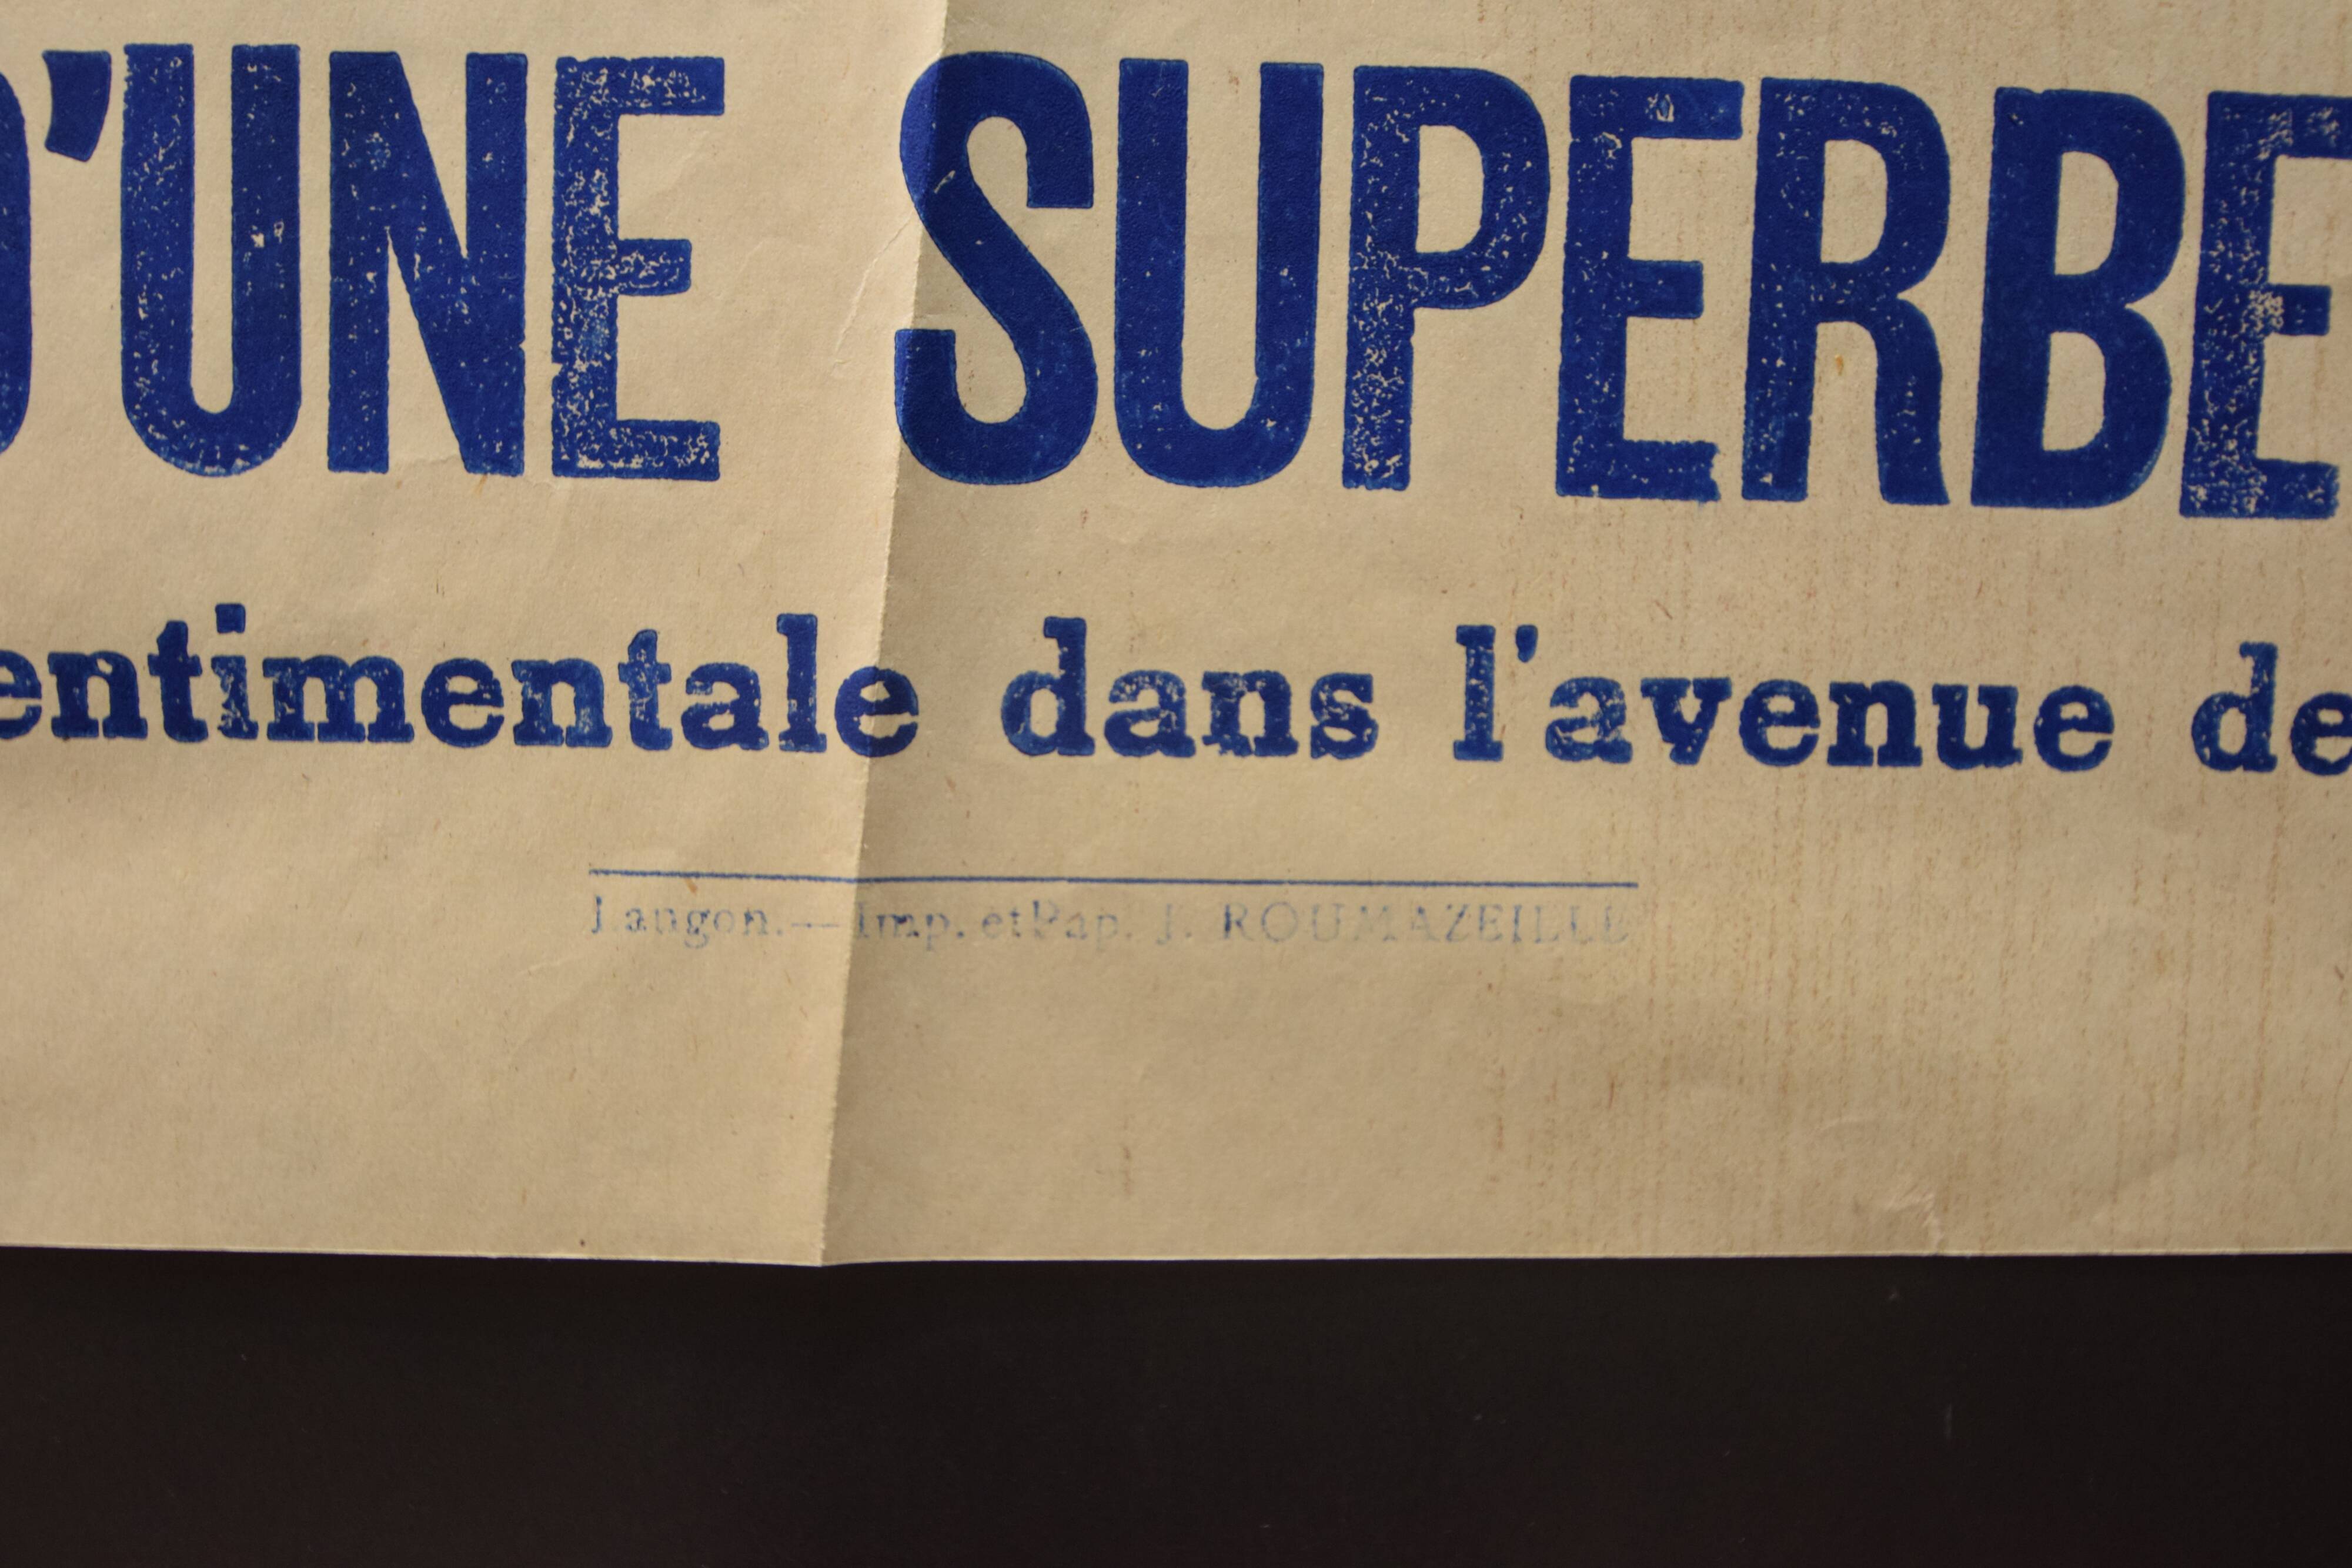 D'UNE SUPERBE
entimentale dans l'avenue de
Langon. — Imp. et Pap. J. ROUMAZEILLE